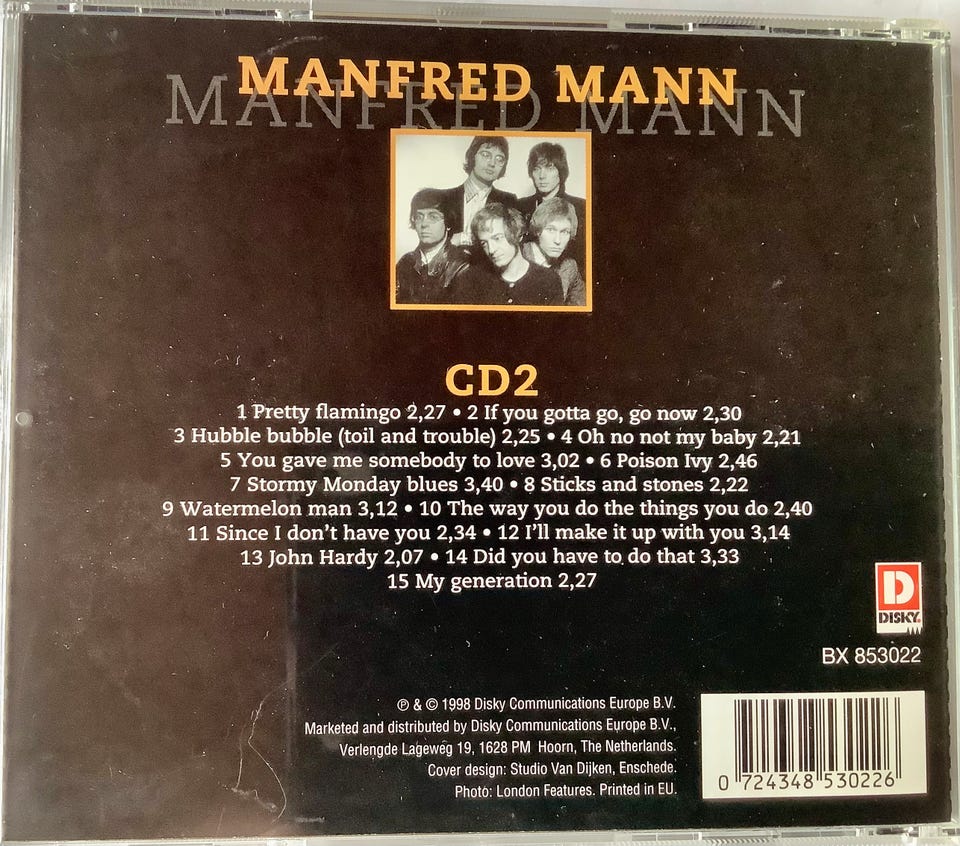 MANFRED MANN
MANFRED MANN
CD2
1 Pretty flamingo 2,27 • 2 If you gotta go, go now 2,30
3 Hubble bubble (toil and trouble) 2,25 • 4 Oh no not my baby 2,21
5 You gave me somebody to love 3,02 • 6 Poison Ivy 2,46
7 Stormy Monday blues 3,40 • 8 Sticks and stones 2,22
9 Watermelon man 3,12 • 10 The way you do the things you do 2,40
11 Since I don't have you 2,34 • 12 I'll make it up with you 3,14
13 John Hardy 2,07 • 14 Did you have to do that 3,33
15 My generation 2,27
D
DISKY.
BX 853022
℗ & © 1998 Disky Communications Europe B.V.
Marketed and distributed by Disky Communications Europe B.V.,
Verlengde Lageweg 19, 1628 PM Hoorn, The Netherlands.
Cover design: Studio Van Dijken, Enschede.
Photo: London Features. Printed in EU.
0 724348 530226